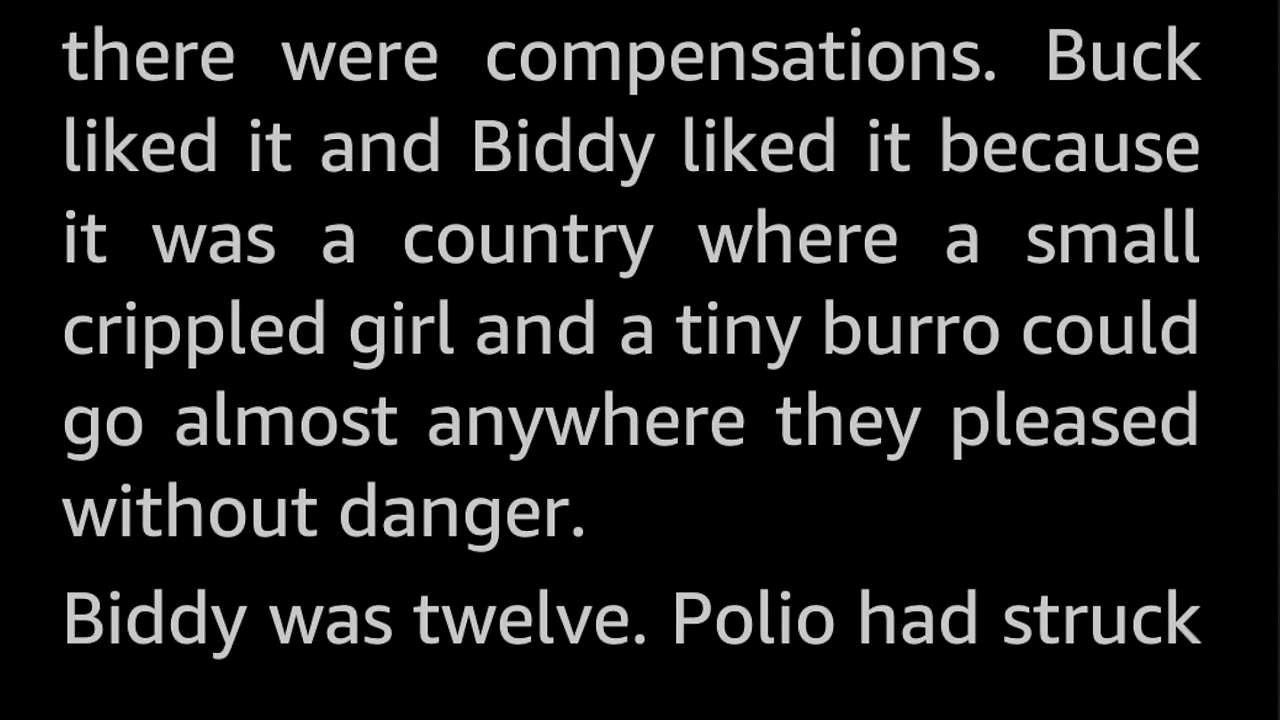 there were compensations. Buck
liked it and Biddy liked it because
it was a country where a small
crippled girl and a tiny burro could
go almost anywhere they pleased
without danger.
Biddy was twelve. Polio had struck